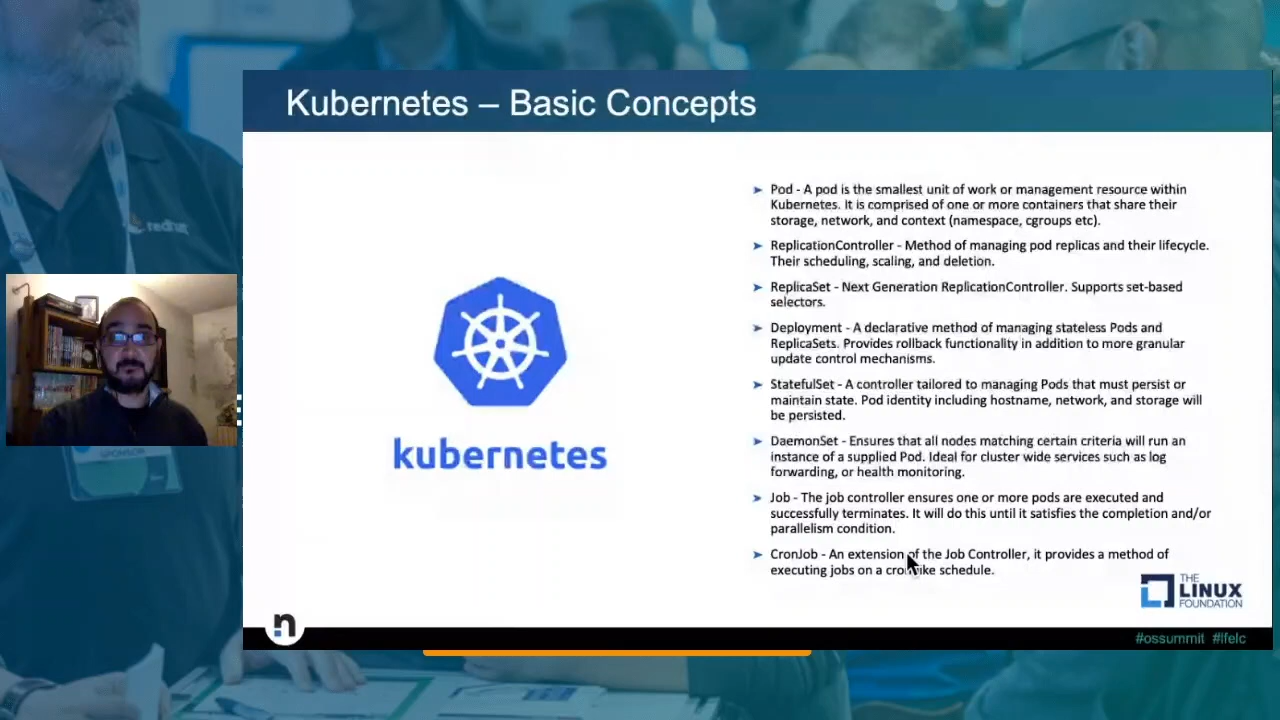 Kubernetes – Basic Concepts
redhat
SPONSOR
kubernetes
➤ Pod - A pod is the smallest unit of work or management resource within
Kubernetes. It is comprised of one or more containers that share their
storage, network, and context (namespace, cgroups etc).
➤ ReplicationController - Method of managing pod replicas and their lifecycle.
Their scheduling, scaling, and deletion.
➤ ReplicaSet - Next Generation ReplicationController. Supports set-based
selectors.
➤ Deployment - A declarative method of managing stateless Pods and
ReplicaSets. Provides rollback functionality in addition to more granular
update control mechanisms.
➤ StatefulSet - A controller tailored to managing Pods that must persist or
maintain state. Pod identity including hostname, network, and storage will
be persisted.
➤ DaemonSet - Ensures that all nodes matching certain criteria will run an
instance of a supplied Pod. Ideal for cluster wide services such as log
forwarding, or health monitoring.
➤ Job - The job controller ensures one or more pods are executed and
successfully terminates. It will do this until it satisfies the completion and/or
parallelism condition.
➤ CronJob - An extension of the Job Controller, it provides a method of
executing jobs on a cron like schedule.
THE
LINUX
FOUNDATION
n
#ossummit #lfelc